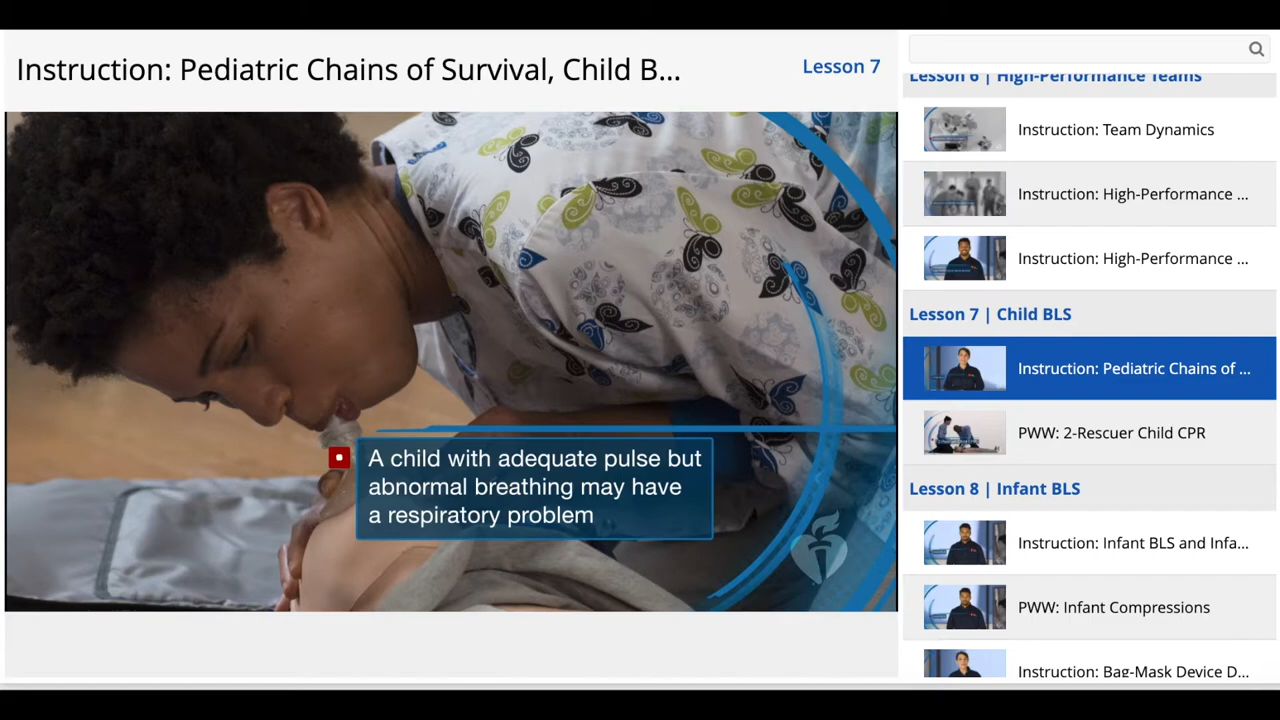 Instruction: Pediatric Chains of Survival, Child B...
Lesson 7
A child with adequate pulse but
abnormal breathing may have
a respiratory problem
Lesson 6 | High-Performance Teams
Instruction: Team Dynamics
Instruction: High-Performance ...
Instruction: High-Performance ...
Lesson 7 | Child BLS
Instruction: Pediatric Chains of ...
PWW: 2-Rescuer Child CPR
Lesson 8 | Infant BLS
Instruction: Infant BLS and Infa...
PWW: Infant Compressions
Instruction: Bag-Mask Device D...